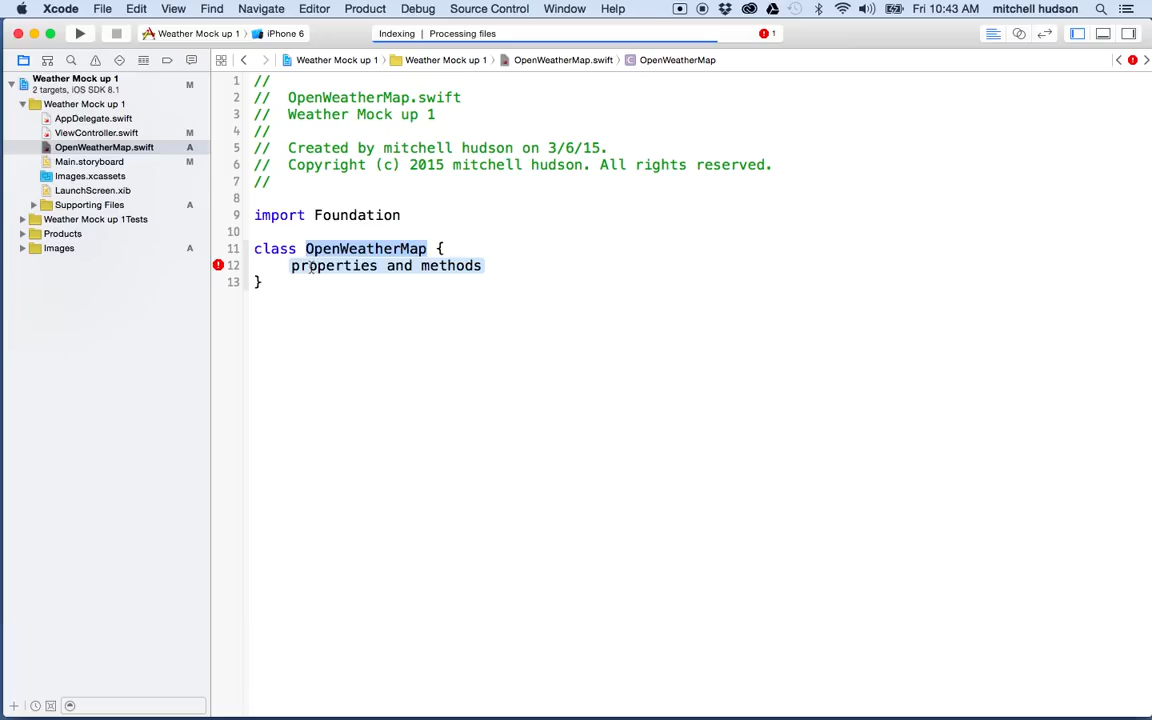 Xcode File Edit View Find Navigate Editor Product Debug Source Control Window Help Fri 10:43 AM mitchell hudson
Weather Mock up 1 iPhone 6 Indexing | Processing files 1
Weather Mock up 1 Weather Mock up 1 OpenWeatherMap.swift C OpenWeatherMap
Weather Mock up 1 M
2 targets, iOS SDK 8.1
Weather Mock up 1
AppDelegate.swift
ViewController.swift M
OpenWeatherMap.swift A
Main.storyboard M
Images.xcassets
LaunchScreen.xib
Supporting Files A
Weather Mock up 1Tests
Products
Images A
1 //
2 // OpenWeatherMap.swift
3 // Weather Mock up 1
4 //
5 // Created by mitchell hudson on 3/6/15.
6 // Copyright (c) 2015 mitchell hudson. All rights reserved.
7 //
8
9 import Foundation
10
11 class OpenWeatherMap {
12 properties and methods
13 }